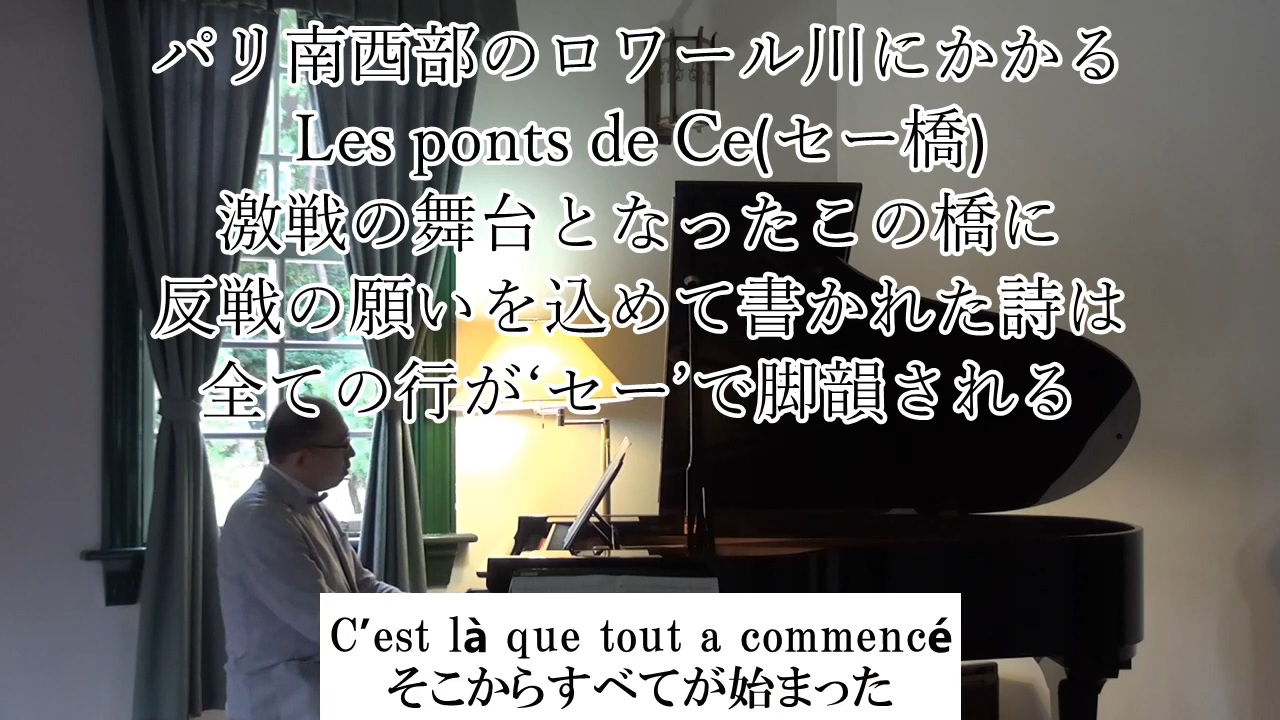 パリ南西部のロワール川にかかる
Les ponts de Ce(セー橋)
激戦の舞台となったこの橋に
反戦の願いを込めて書かれた詩は
全ての行が‘セー’で脚韻される
C'est là que tout a commencé
そこからすべてが始まった